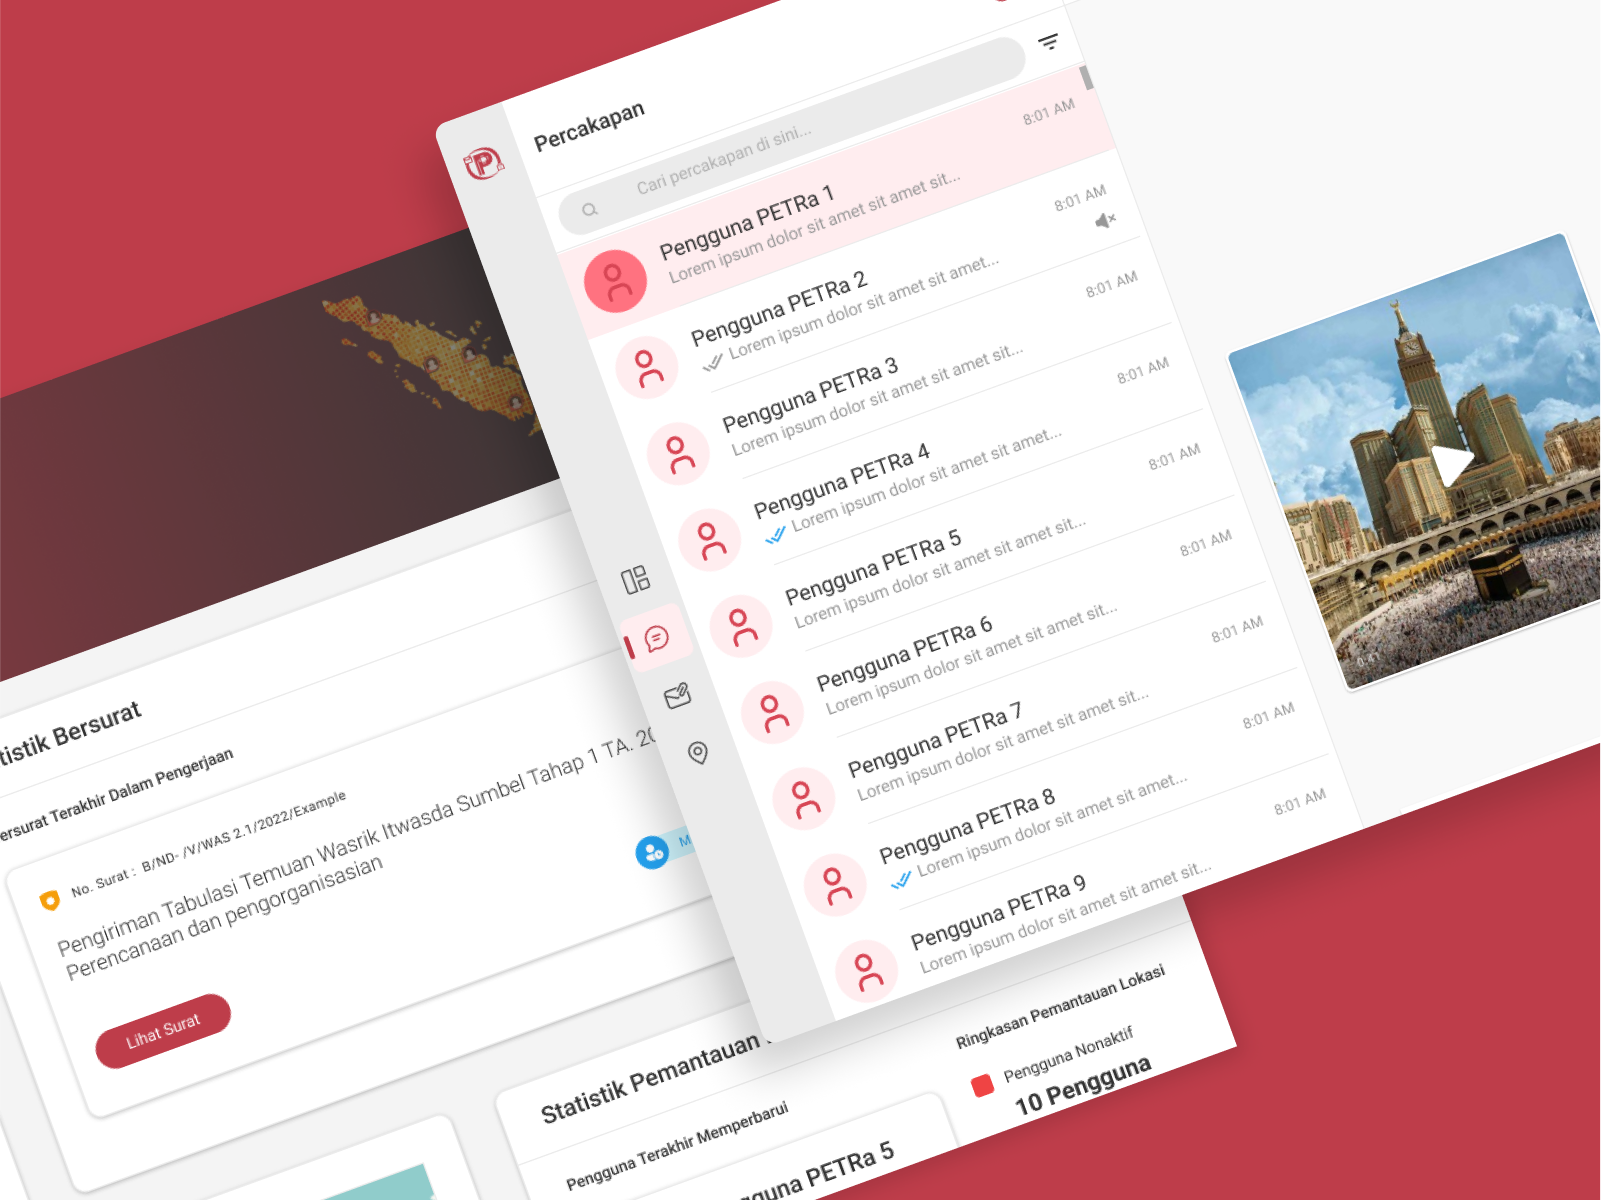 Percakapan
Cari percakapan di sini...
Pengguna PETRa 1
8:01 AM
Lorem ipsum dolor sit amet sit amet sit...
Pengguna PETRa 2
8:01 AM
Lorem ipsum dolor sit amet sit amet...
Pengguna PETRa 3
8:01 AM
Lorem ipsum dolor sit amet sit amet sit...
Pengguna PETRa 4
8:01 AM
Lorem ipsum dolor sit amet sit amet...
Pengguna PETRa 5
8:01 AM
Lorem ipsum dolor sit amet sit amet sit...
Pengguna PETRa 6
8:01 AM
Lorem ipsum dolor sit amet sit amet sit...
Pengguna PETRa 7
8:01 AM
Lorem ipsum dolor sit amet sit amet sit...
Pengguna PETRa 8
8:01 AM
Lorem ipsum dolor sit amet sit amet...
Pengguna PETRa 9
8:01 AM
Lorem ipsum dolor sit amet sit amet sit...
tistik Bersurat
ersurat Terakhir Dalam Pengerjaan
No. Surat : B/ND- /V/WAS 2.1/2022/Example
Pengiriman Tabulasi Temuan Wasrik Itwasda Sumbel Tahap 1 TA. 20
Perencanaan dan pengorganisasian
M
Lihat Surat
Statistik Pemantauan
Pengguna Terakhir Memperbarui
gguna PETRa 5
Ringkasan Pemantauan Lokasi
Pengguna Nonaktif
10 Pengguna